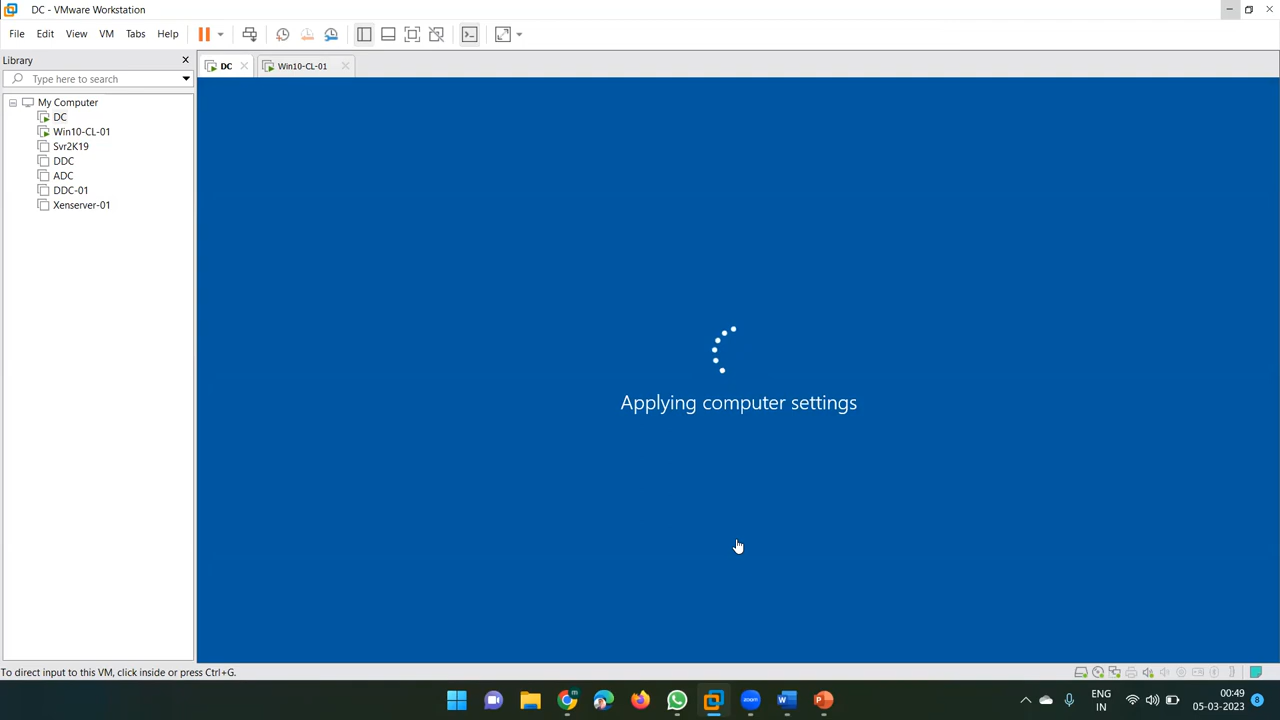 DC - VMware Workstation
File Edit View VM Tabs Help
Library
Type here to search
DC
Win10-CL-01
My Computer
DC
Win10-CL-01
Svr2K19
DDC
ADC
DDC-01
Xenserver-01
Applying computer settings
To direct input to this VM, click inside or press Ctrl+G.
zoom
ENG
IN
00:49
05-03-2023
8